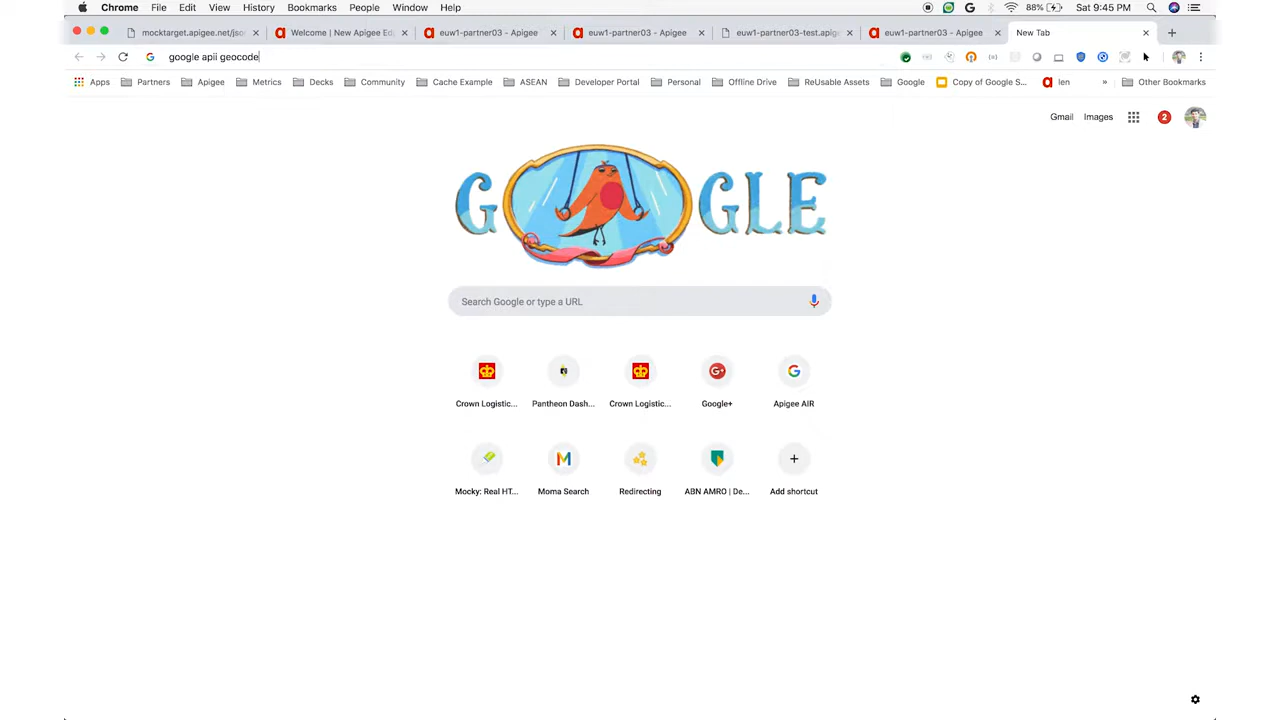 Chrome File Edit View History Bookmarks People Window Help 88% Sat 9:45 PM
mocktarget.apigee.net/jso Welcome | New Apigee Ed euw1-partner03 - Apigee euw1-partner03 - Apigee euw1-partner03-test.apige euw1-partner03 - Apigee New Tab
google apii geocode
Apps Partners Apigee Metrics Decks Community Cache Example ASEAN Developer Portal Personal Offline Drive ReUsable Assets Google Copy of Google S... len » Other Bookmarks
Gmail Images 2
GOOGLE
Search Google or type a URL
Crown Logistic... Pantheon Dash... Crown Logistic... Google+ Apigee AIR
Mocky: Real HT... Moma Search Redirecting ABN AMRO | De... Add shortcut